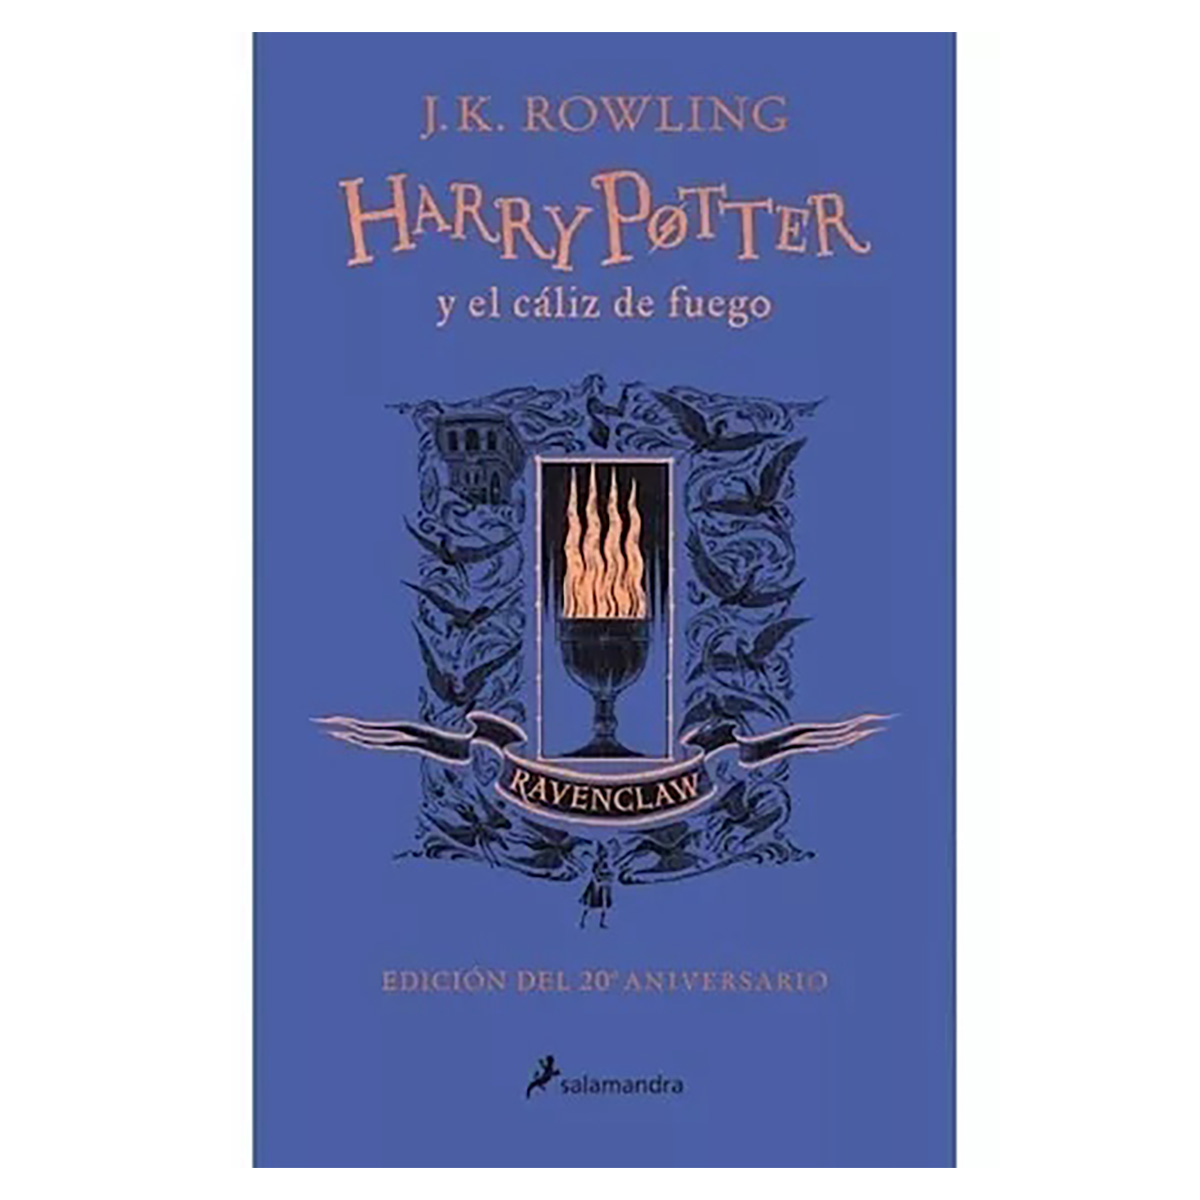 J.K. ROWLING
HARRY POTTER
y el cáliz de fuego
RAVENCLAW
EDICIÓN DEL 20º ANIVERSARIO
salamandra